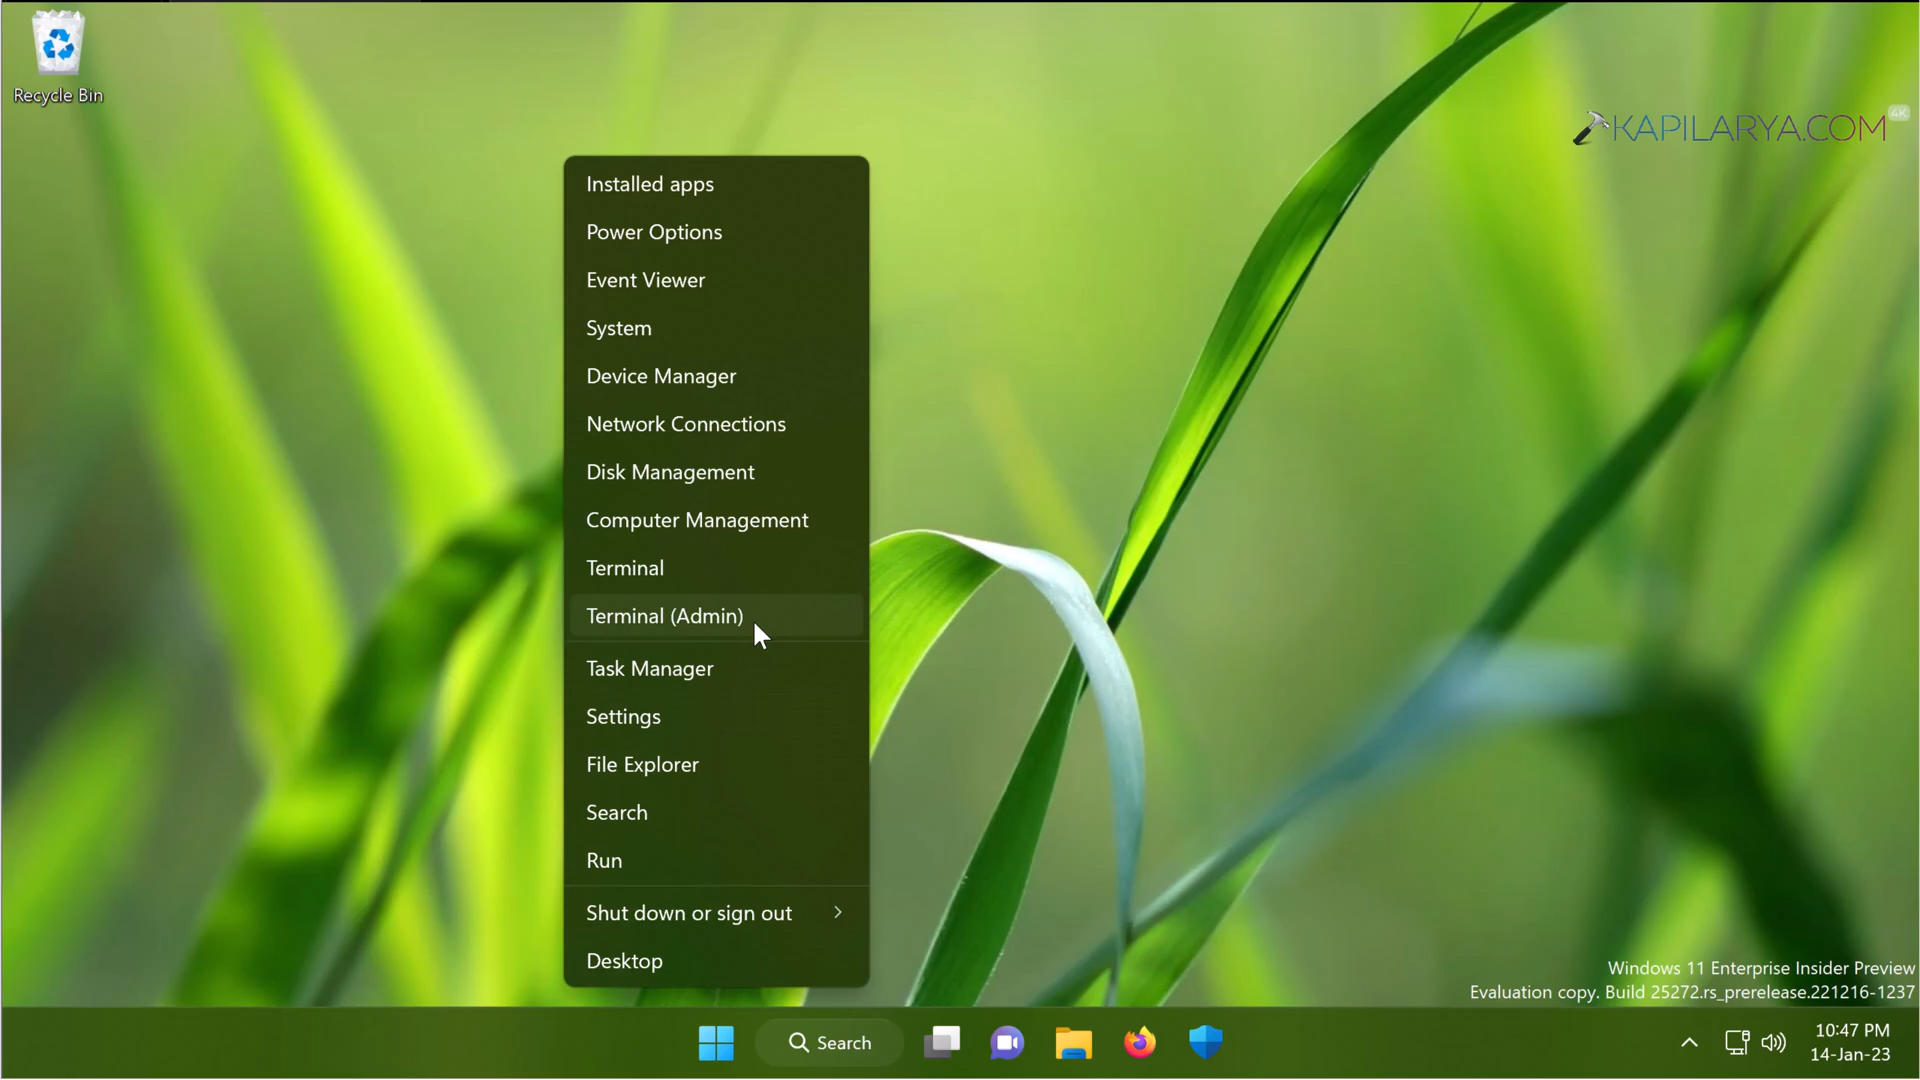 Recycle Bin
KAPILARYA.COM
4K
Installed apps
Power Options
Event Viewer
System
Device Manager
Network Connections
Disk Management
Computer Management
Terminal
Terminal (Admin)
Task Manager
Settings
File Explorer
Search
Run
Shut down or sign out
Desktop
Windows 11 Enterprise Insider Preview
Evaluation copy. Build 25272.rs_prerelease.221216-1237
Search
10:47 PM
14-Jan-23